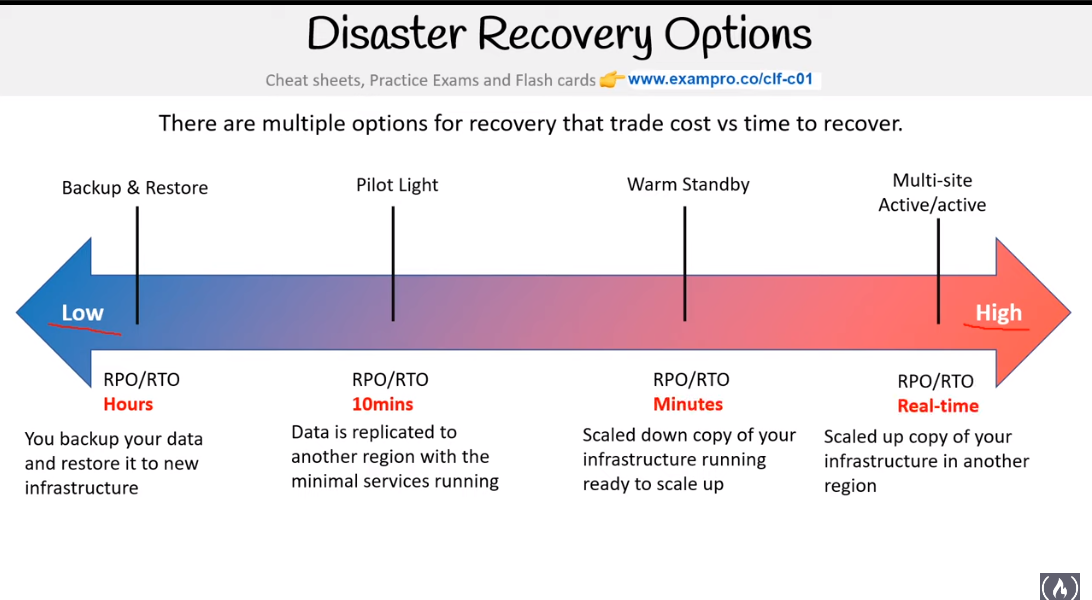 Disaster Recovery Options
Cheat sheets, Practice Exams and Flash cards 👉 www.exampro.co/clf-c01
There are multiple options for recovery that trade cost vs time to recover.
Backup & Restore
Pilot Light
Warm Standby
Multi-site
Active/active
Low
High
RPO/RTO
Hours
You backup your data
and restore it to new
infrastructure
RPO/RTO
10mins
Data is replicated to
another region with the
minimal services running
RPO/RTO
Minutes
Scaled down copy of your
infrastructure running
ready to scale up
RPO/RTO
Real-time
Scaled up copy of your
infrastructure in another
region